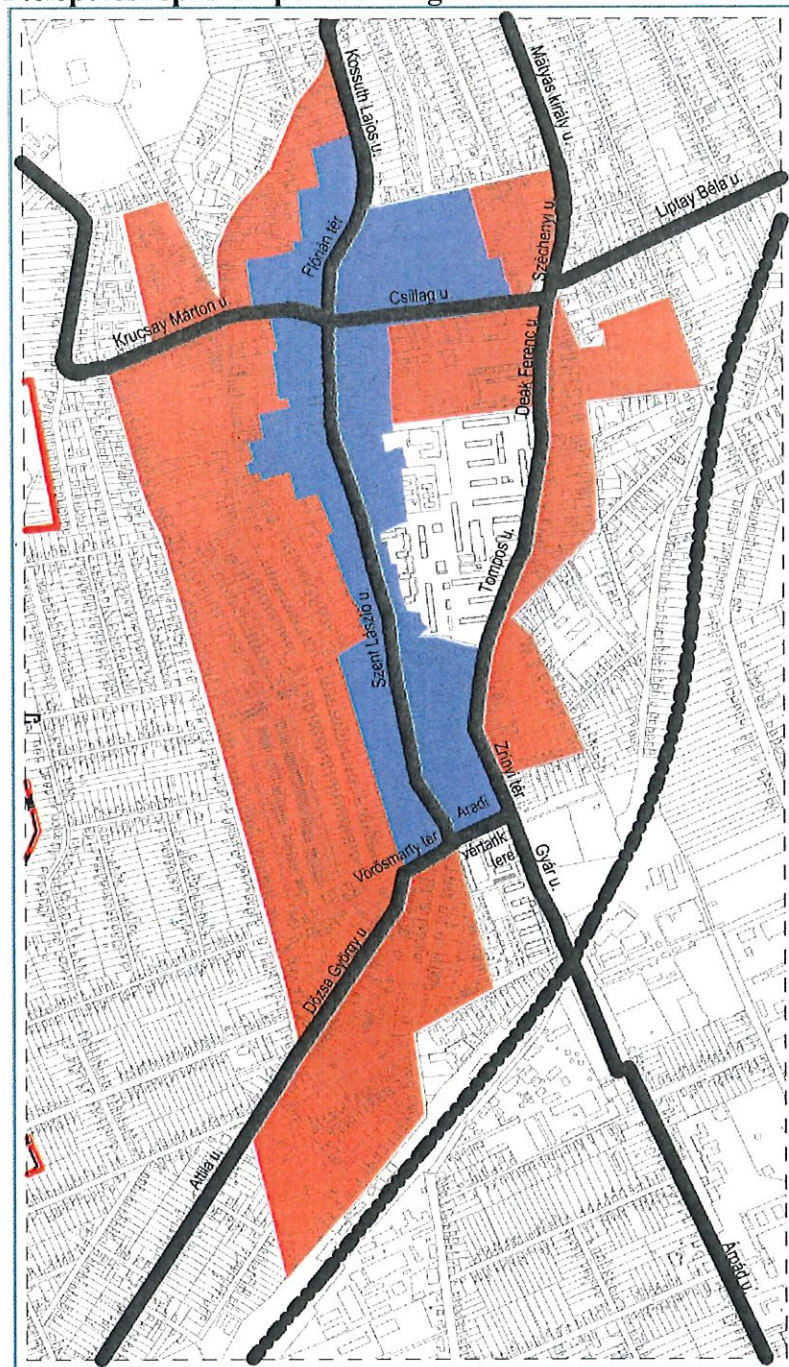 Kossuth Lajos u.
Mátyás király u.
Liptay Béla u.
Flórián tér
Széchenyi u.
Csillag u.
Krucsay Márton u.
Deák Ferenc u.
Tompos u.
Szent László u.
Zrínyi tér
Aradi
vértanúk
tere
Vörösmarty tér
Gyár u.
Dózsa György u.
Attila u.
Árpád u.